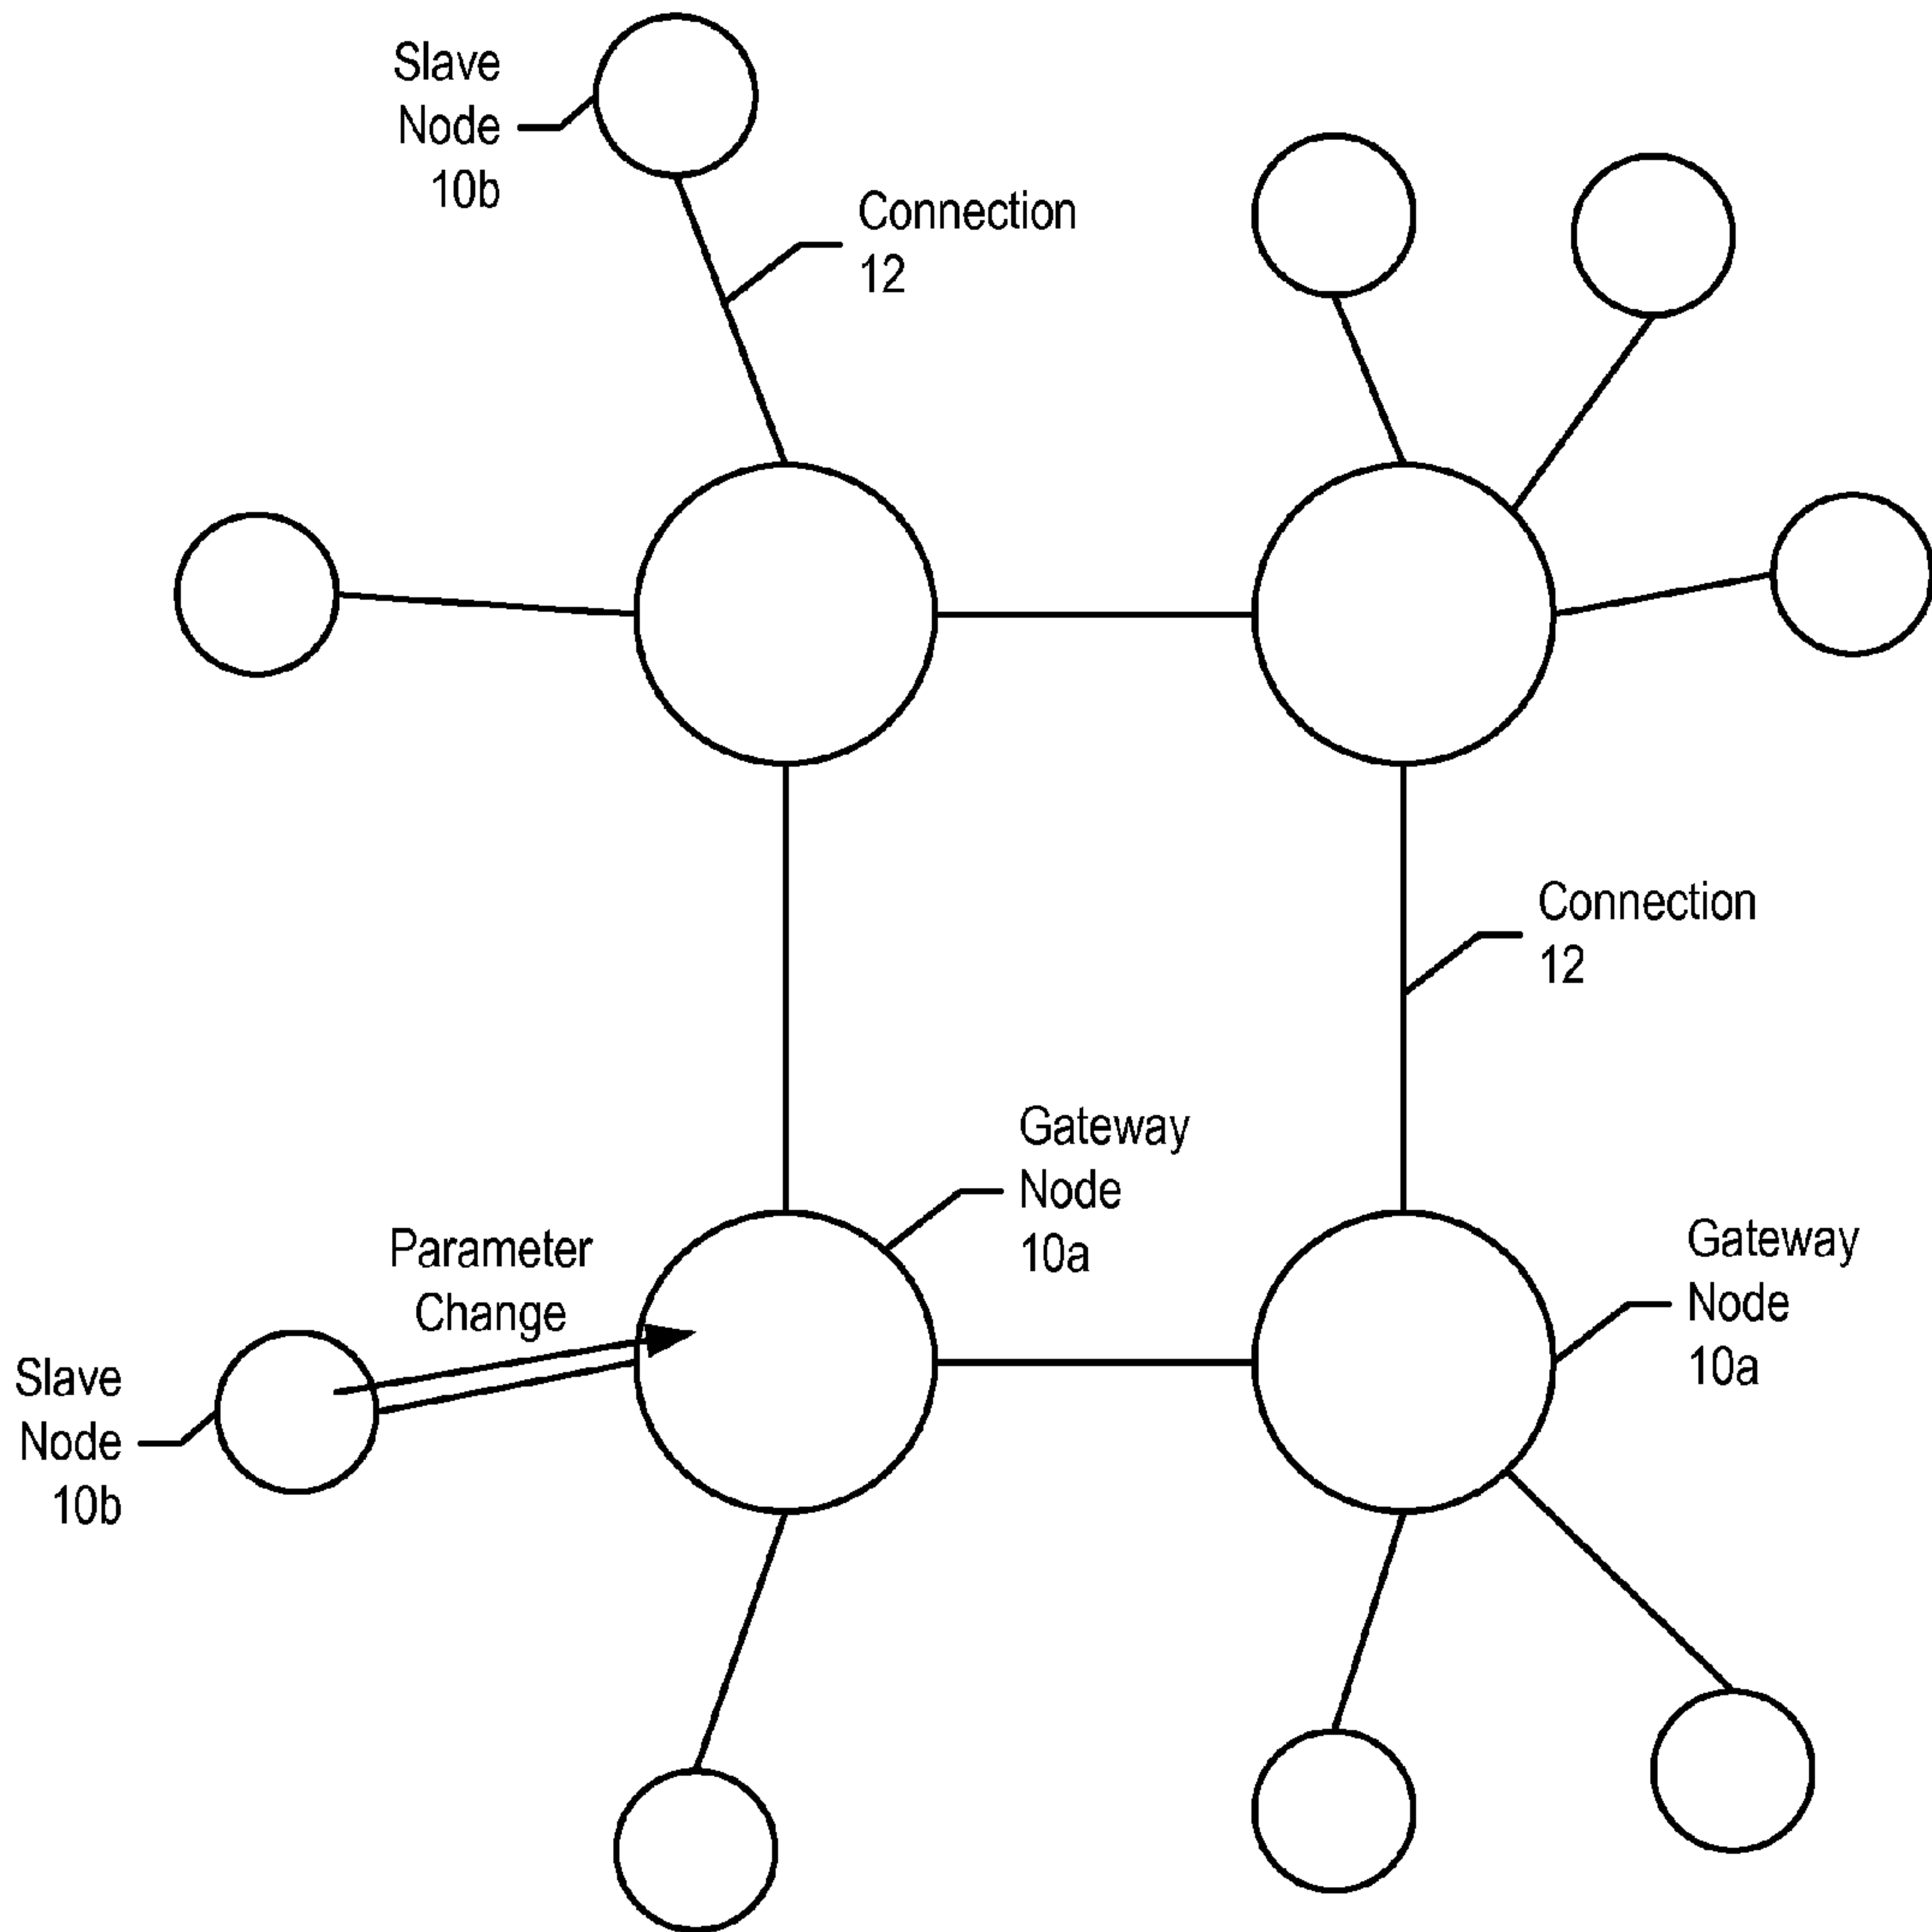 Slave
Node
10b
Connection
12
Connection
12
Gateway
Node
10a
Gateway
Node
10a
Parameter
Change
Slave
Node
10b